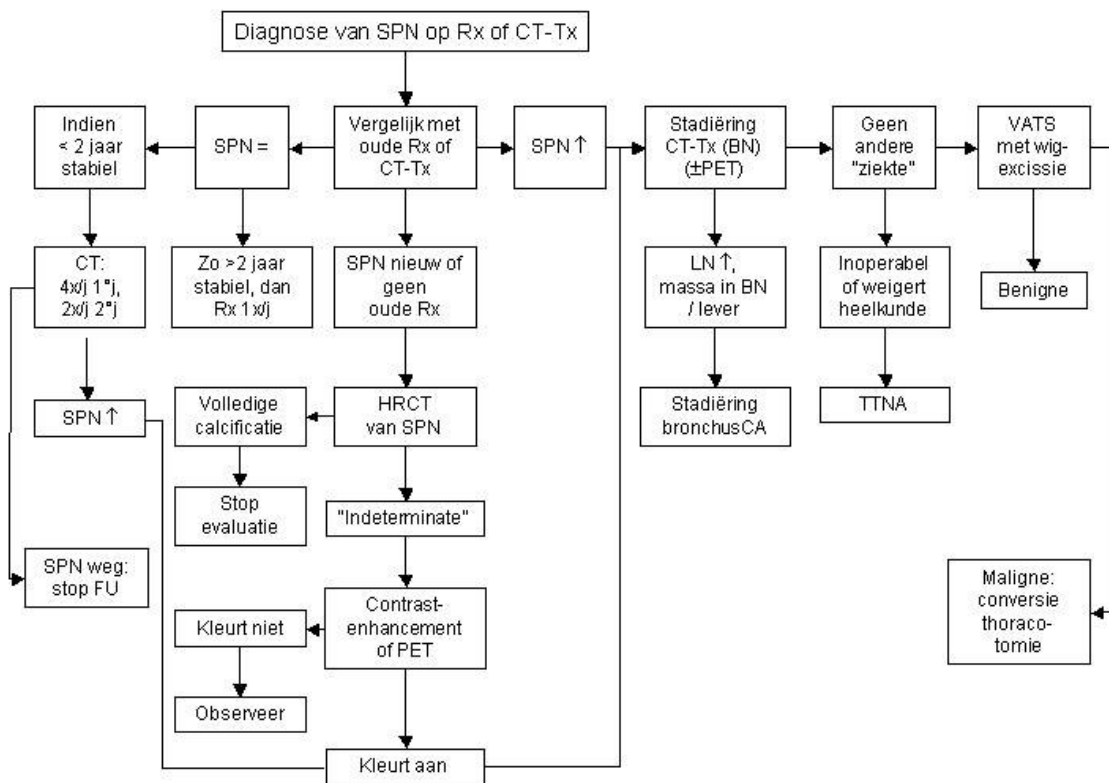 Diagnose van SPN op Rx of CT-Tx
Indien
< 2 jaar
stabiel
SPN =
Vergelijk met
oude Rx of
CT-Tx
SPN ↑
Stadiëring
CT-Tx (BN)
(±PET)
Geen
andere
"ziekte"
VATS
met wig-
excissie
CT:
4x/j 1°j,
2x/j 2°j
Zo >2 jaar
stabiel, dan
Rx 1x/j
SPN nieuw of
geen
oude Rx
LN ↑,
massa in BN
/ lever
Inoperabel
of weigert
heelkunde
Benigne
SPN ↑
Volledige
calcificatie
HRCT
van SPN
Stadiëring
bronchusCA
TTNA
Stop
evaluatie
"Indeterminate"
SPN weg:
stop FU
Kleurt niet
Contrast-
enhancement
of PET
Maligne:
conversie
thoraco-
tomie
Observeer
Kleurt aan